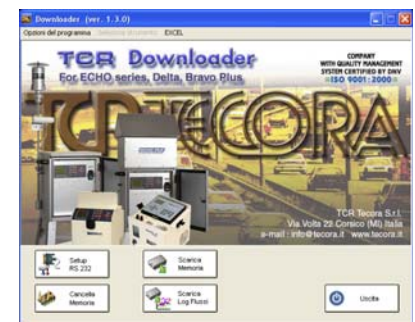 Downloader (ver. 1.3.0)
Opzioni del programma Selezione strumento EXCEL
TCR Downloader
For ECHO series, Delta, Bravo Plus
COMPANY
WITH QUALITY MANAGEMENT
SYSTEM CERTIFIED BY DNV
=ISO 9001:2000=
TCR TECORA
TCR Tecora S.r.l.
Via Volta 22 Corsico (MI) Italia
e-mail : info@tecora.it www.tecora.it
Setup
RS 232
Scarica
Memoria
Cancella
Memoria
Scarica
Log Flussi
Uscita